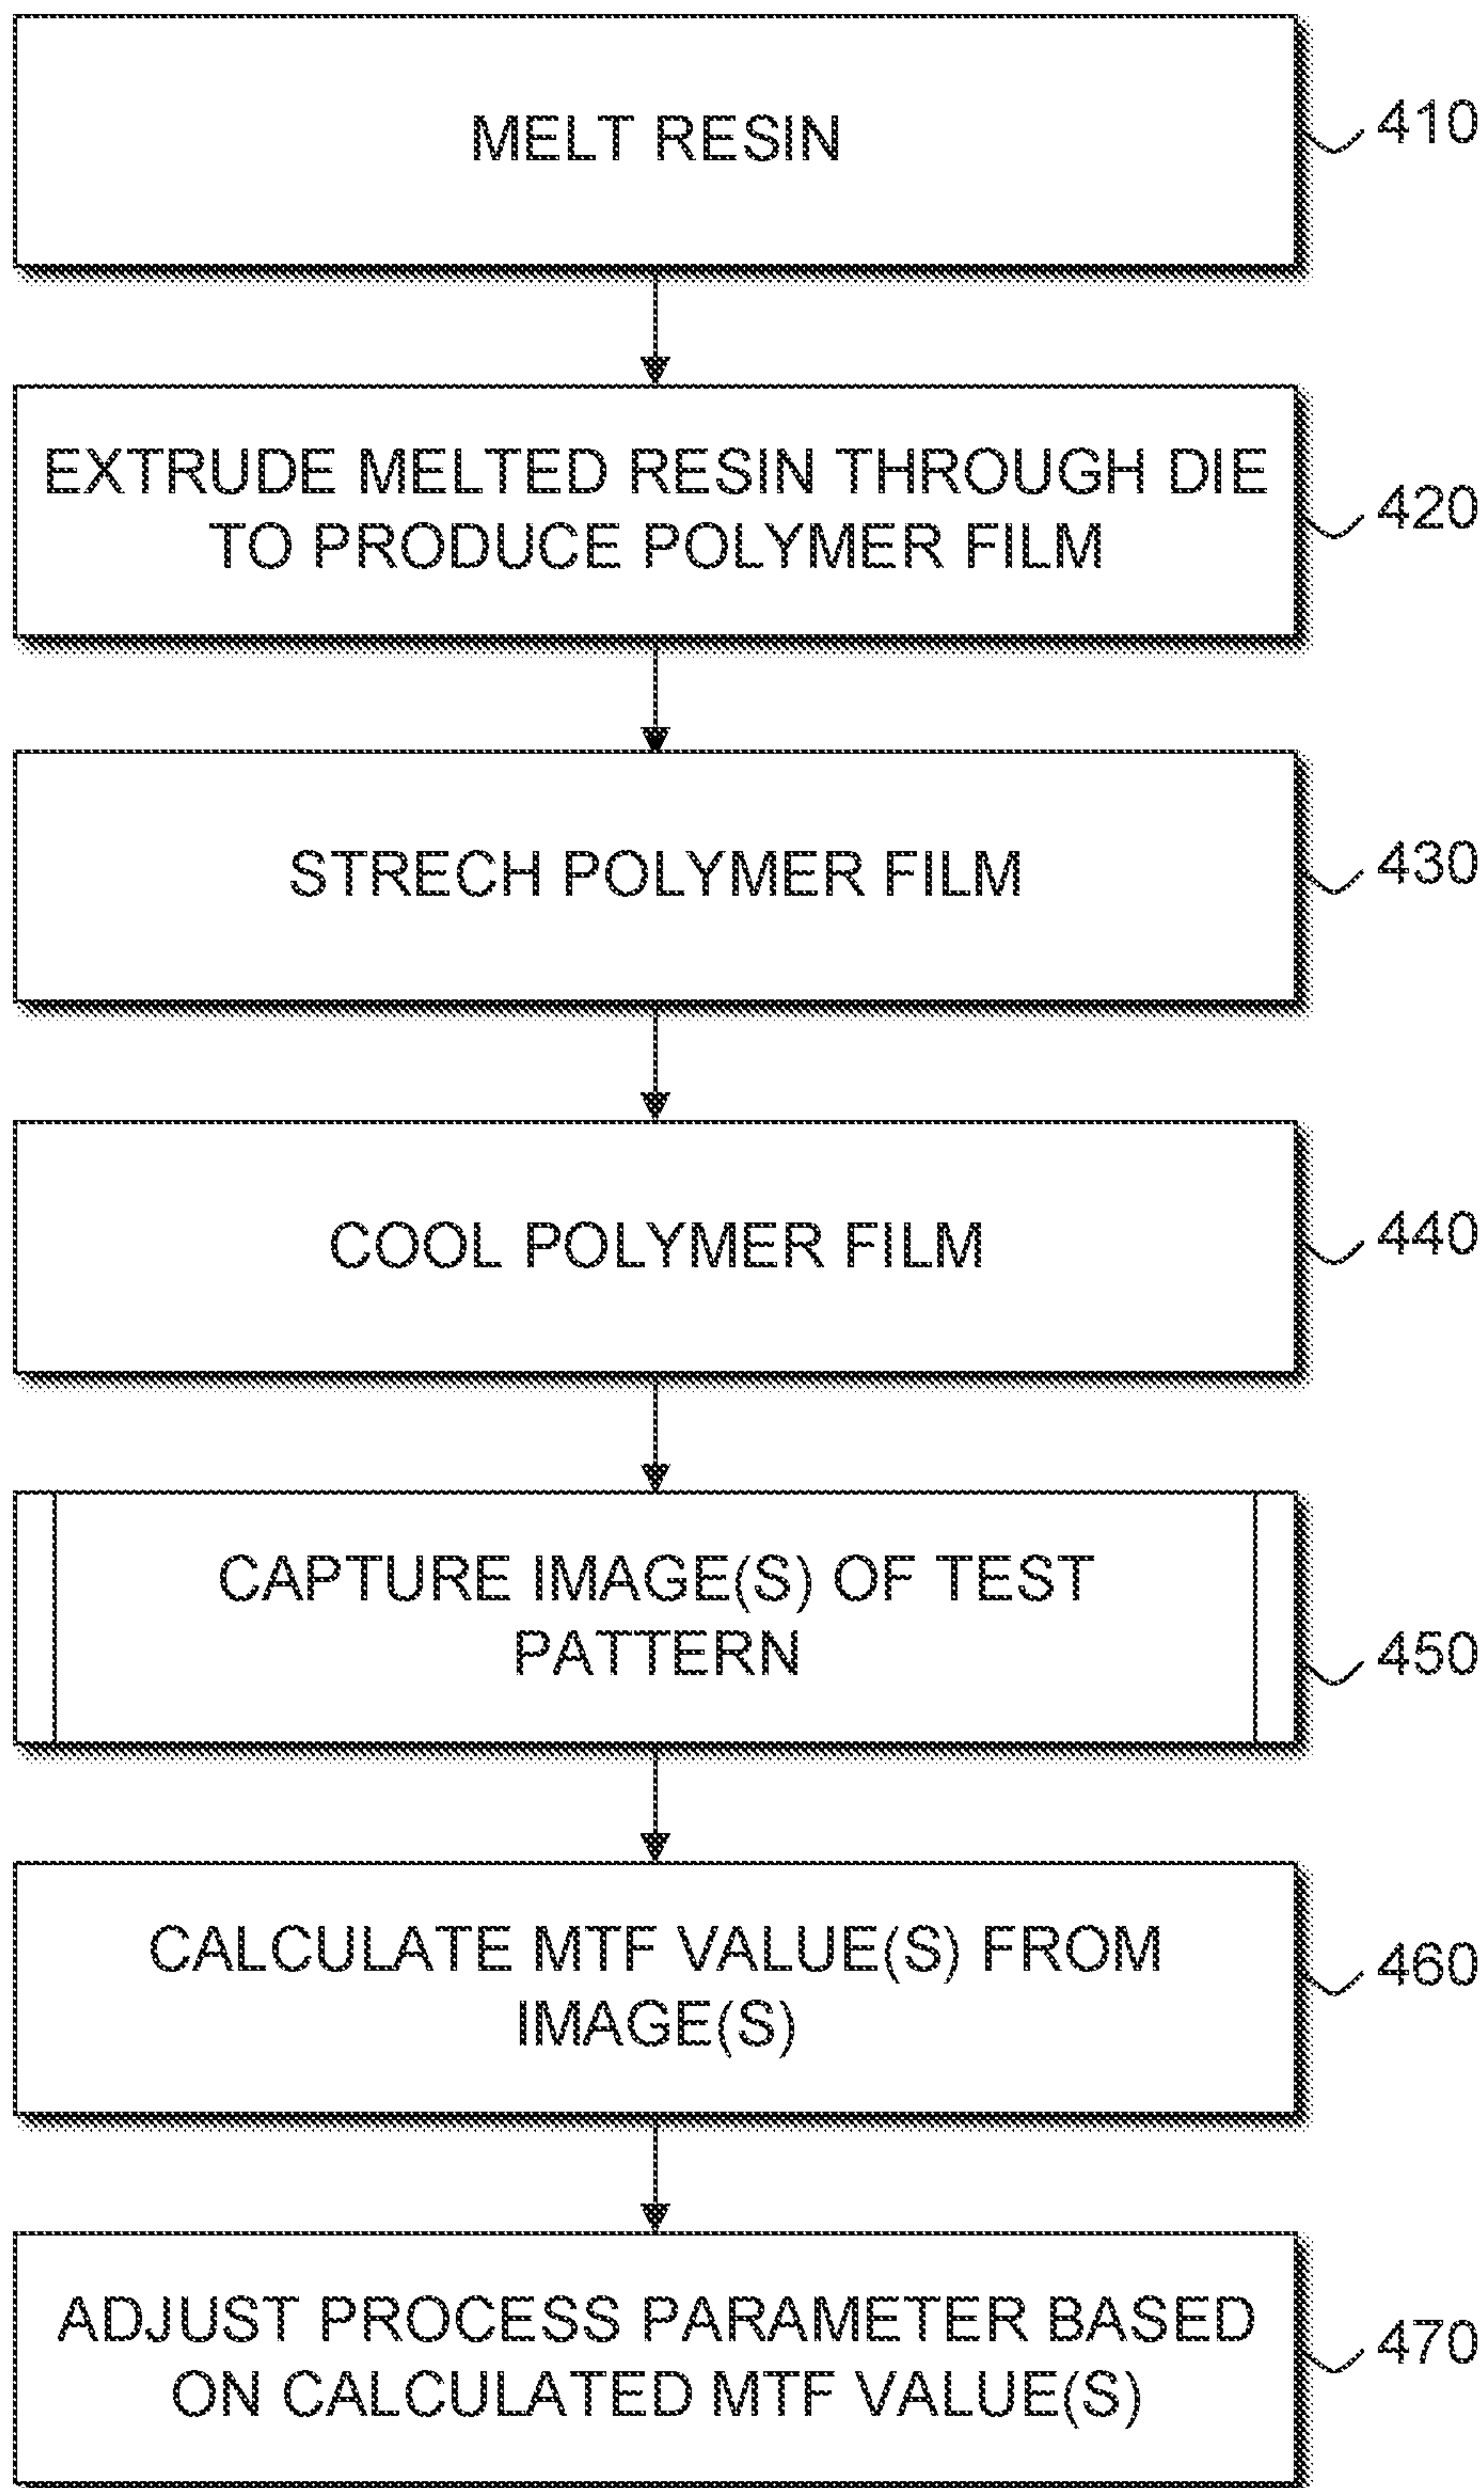 MELT RESIN
410
EXTRUDE MELTED RESIN THROUGH DIE
TO PRODUCE POLYMER FILM
420
STRECH POLYMER FILM
430
COOL POLYMER FILM
440
CAPTURE IMAGE(S) OF TEST
PATTERN
450
CALCULATE MTF VALUE(S) FROM
IMAGE(S)
460
ADJUST PROCESS PARAMETER BASED
ON CALCULATED MTF VALUE(S)
470